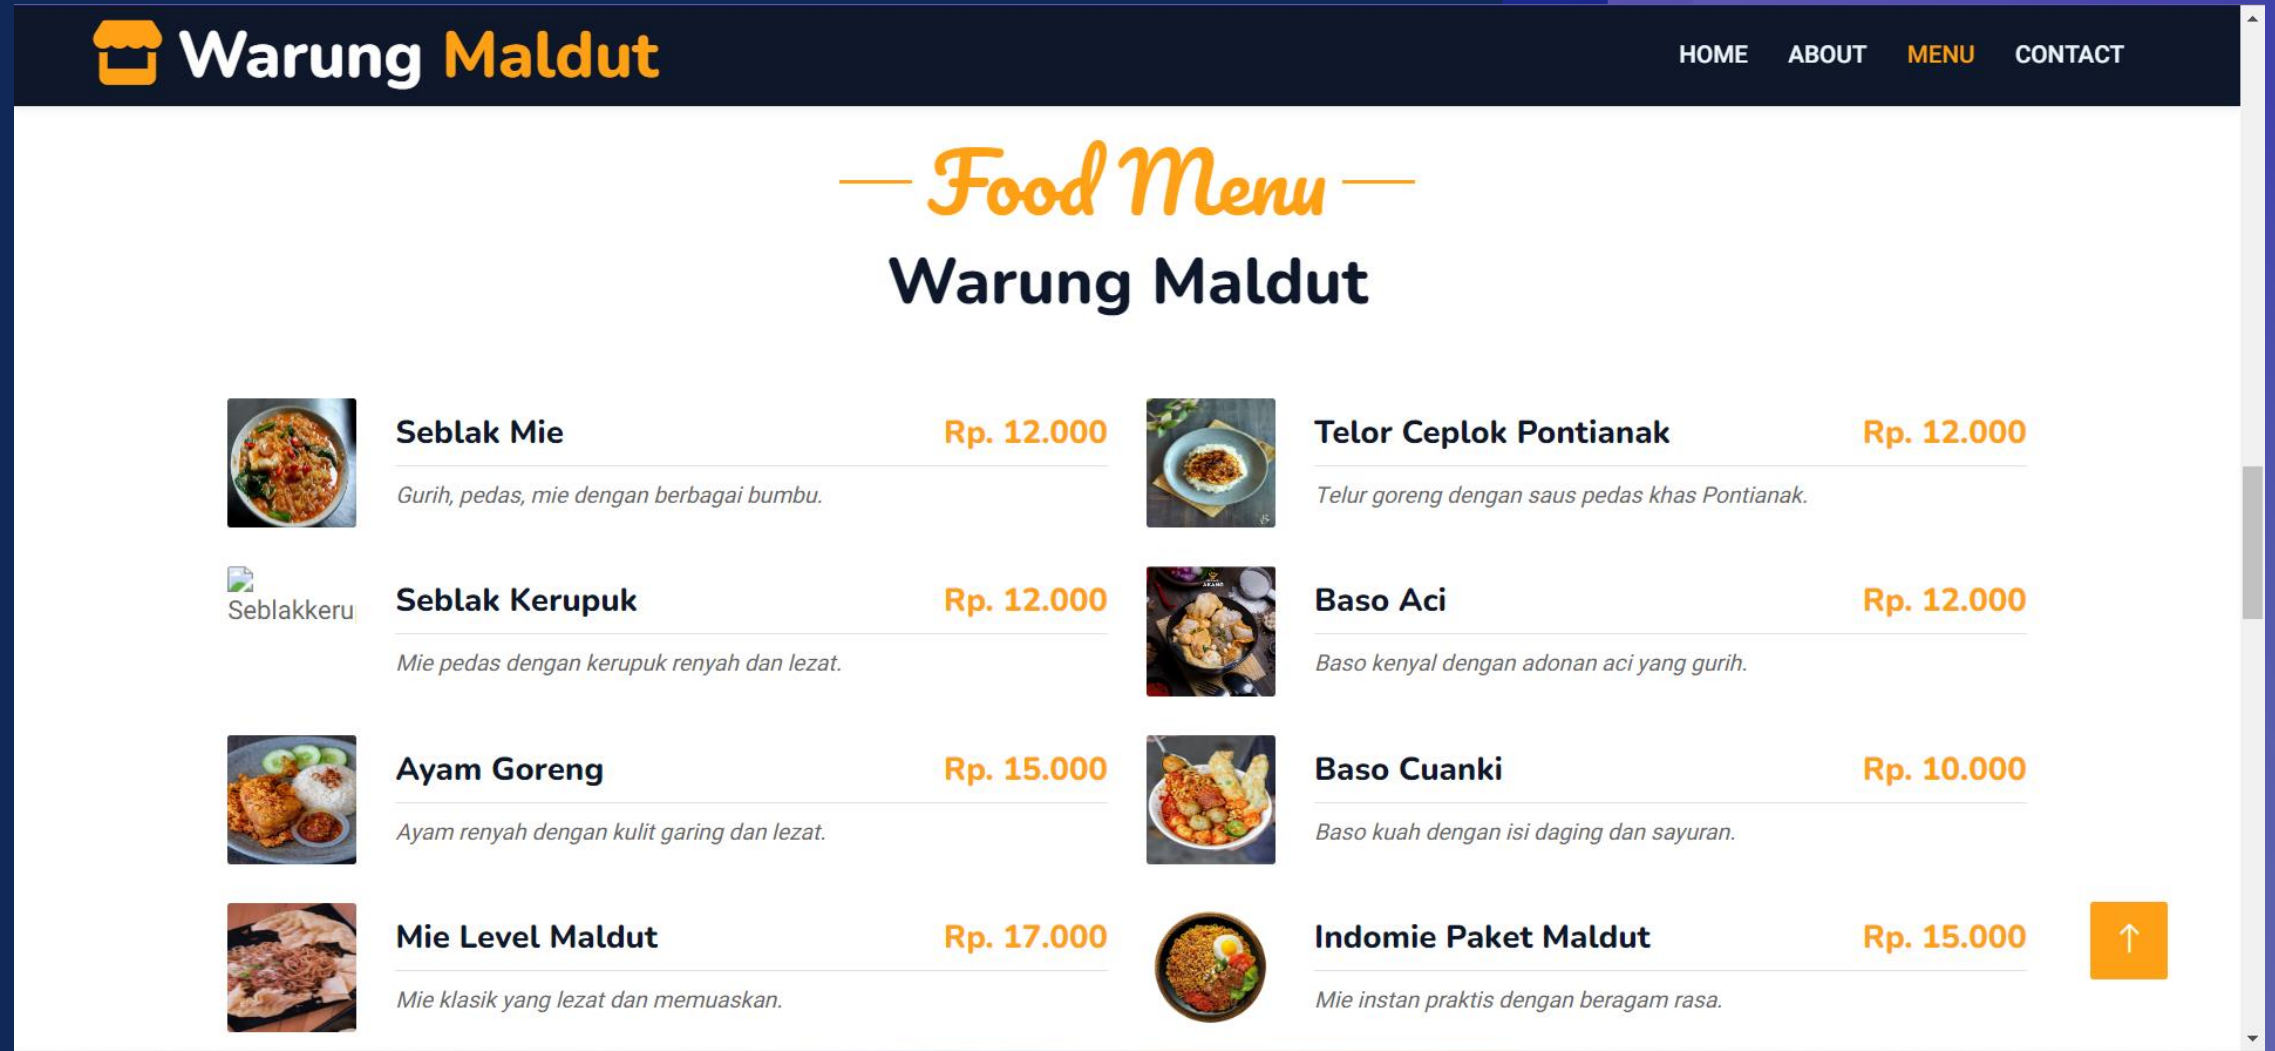 Warung Maldut
HOME ABOUT MENU CONTACT
Food Menu
Warung Maldut
Seblak Mie Rp. 12.000
Gurih, pedas, mie dengan berbagai bumbu.
Telor Ceplok Pontianak Rp. 12.000
Telur goreng dengan saus pedas khas Pontianak.
Seblakkeru
Seblak Kerupuk Rp. 12.000
Mie pedas dengan kerupuk renyah dan lezat.
Baso Aci Rp. 12.000
Baso kenyal dengan adonan aci yang gurih.
Ayam Goreng Rp. 15.000
Ayam renyah dengan kulit garing dan lezat.
Baso Cuanki Rp. 10.000
Baso kuah dengan isi daging dan sayuran.
Mie Level Maldut Rp. 17.000
Mie klasik yang lezat dan memuaskan.
Indomie Paket Maldut Rp. 15.000
Mie instan praktis dengan beragam rasa.